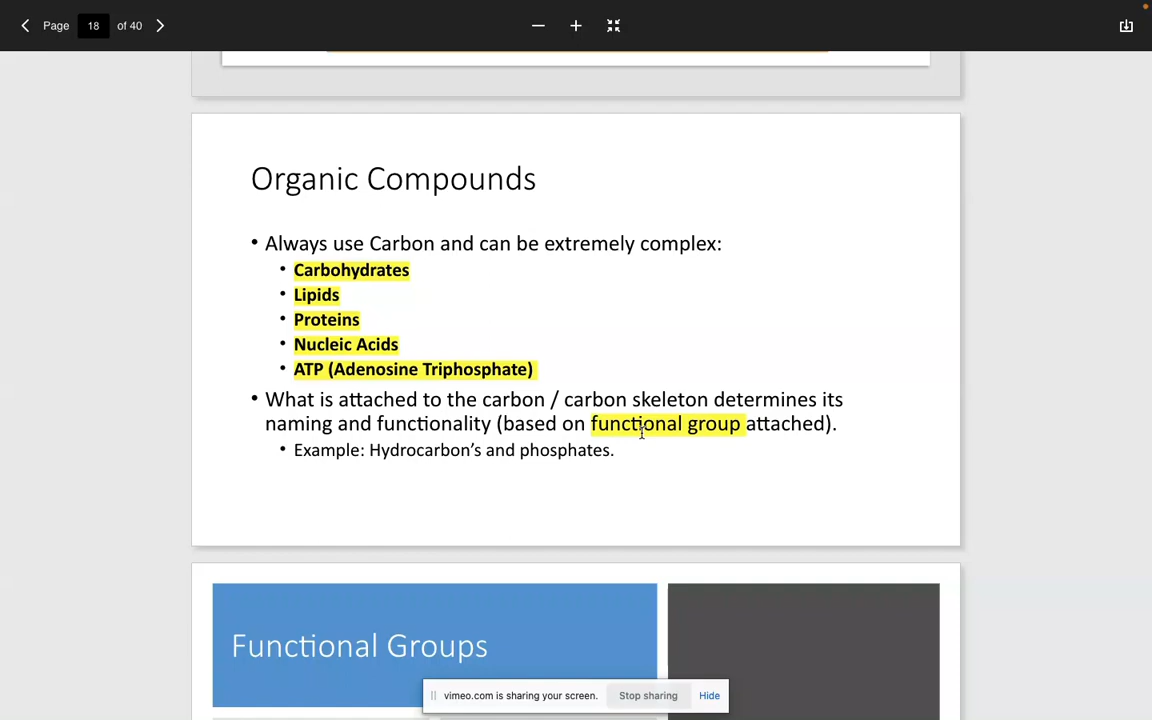 Page 18 of 40
Organic Compounds
• Always use Carbon and can be extremely complex:
• Carbohydrates
• Lipids
• Proteins
• Nucleic Acids
• ATP (Adenosine Triphosphate)
• What is attached to the carbon / carbon skeleton determines its
naming and functionality (based on functional group attached).
• Example: Hydrocarbon’s and phosphates.
Functional Groups
vimeo.com is sharing your screen. Stop sharing Hide